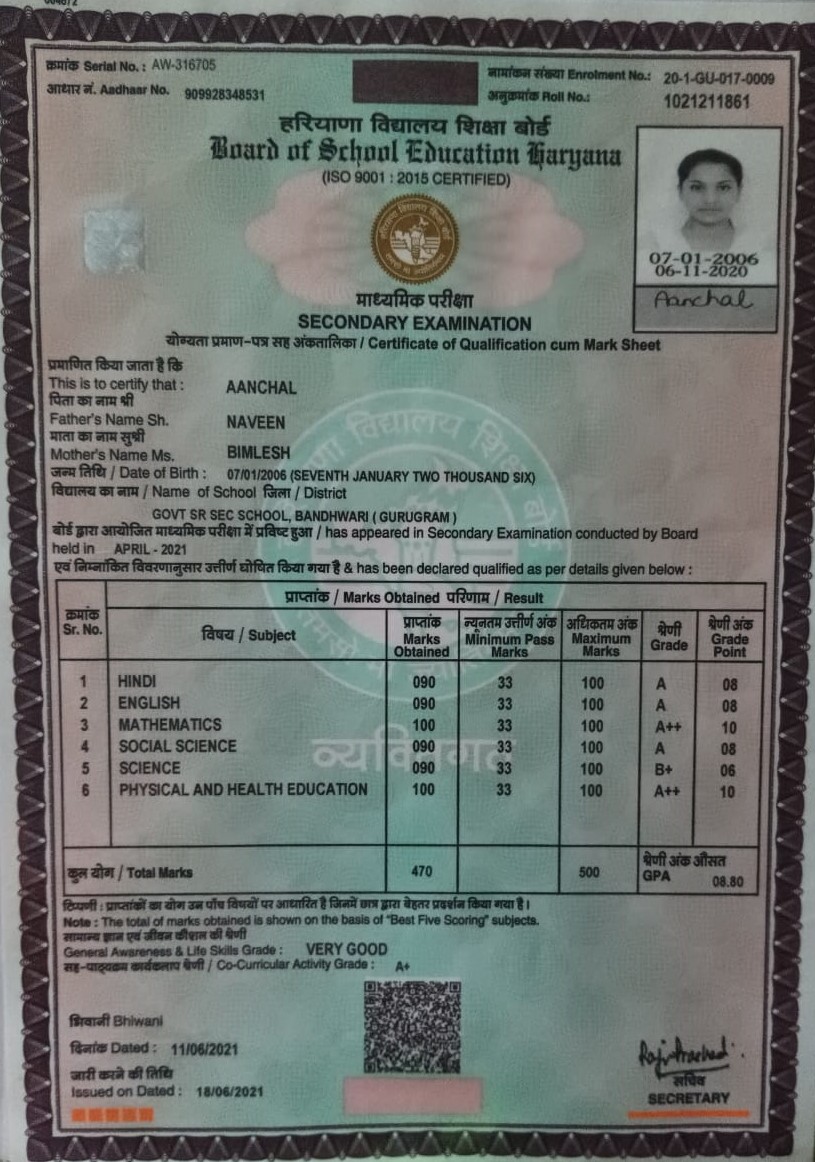 क्रमांक Serial No. : AW-316705
आधार नं. Aadhaar No. 909928348531
नामांकन संख्या Enrolment No.: 20-1-GU-017-0009
अनुक्रमांक Roll No.: 1021211861
हरियाणा विद्यालय शिक्षा बोर्ड
Board of School Education Haryana
(ISO 9001 : 2015 CERTIFIED)
07-01-2006
06-11-2020
Aanchal
माध्यमिक परीक्षा
SECONDARY EXAMINATION
योग्यता प्रमाण-पत्र सह अंकतालिका / Certificate of Qualification cum Mark Sheet
प्रमाणित किया जाता है कि
This is to certify that : AANCHAL
पिता का नाम श्री
Father's Name Sh. NAVEEN
माता का नाम सुश्री
Mother's Name Ms. BIMLESH
जन्म तिथि / Date of Birth : 07/01/2006 (SEVENTH JANUARY TWO THOUSAND SIX)
विद्यालय का नाम / Name of School जिला / District
GOVT SR SEC SCHOOL, BANDHWARI ( GURUGRAM )
बोर्ड द्वारा आयोजित माध्यमिक परीक्षा में प्रविष्ट हुआ / has appeared in Secondary Examination conducted by Board
held in APRIL - 2021
एवं निम्नांकित विवरणानुसार उत्तीर्ण घोषित किया गया है & has been declared qualified as per details given below :
प्राप्तांक / Marks Obtained परिणाम / Result
क्रमांक Sr. No. विषय / Subject प्राप्तांक Marks Obtained न्यूनतम उत्तीर्ण अंक Minimum Pass Marks अधिकतम अंक Maximum Marks श्रेणी Grade श्रेणी अंक Grade Point
1 HINDI 090 33 100 A 08
2 ENGLISH 090 33 100 A 08
3 MATHEMATICS 100 33 100 A++ 10
4 SOCIAL SCIENCE 090 33 100 A 08
5 SCIENCE 090 33 100 B+ 06
6 PHYSICAL AND HEALTH EDUCATION 100 33 100 A++ 10
कुल योग / Total Marks 470 500 श्रेणी अंक औसत GPA 08.80
टिप्पणी : प्राप्तांकों का योग उन पाँच विषयों पर आधारित है जिनमें छात्र द्वारा बेहतर प्रदर्शन किया गया है।
Note : The total of marks obtained is shown on the basis of "Best Five Scoring" subjects.
सामान्य ज्ञान एवं जीवन कौशल की श्रेणी
General Awareness & Life Skills Grade : VERY GOOD
सह-पाठ्यक्रम कार्यकलाप श्रेणी / Co-Curricular Activity Grade : A+
भिवानी Bhiwani
दिनांक Dated : 11/06/2021
जारी करने की तिथि
Issued on Dated : 18/06/2021
सचिव
SECRETARY